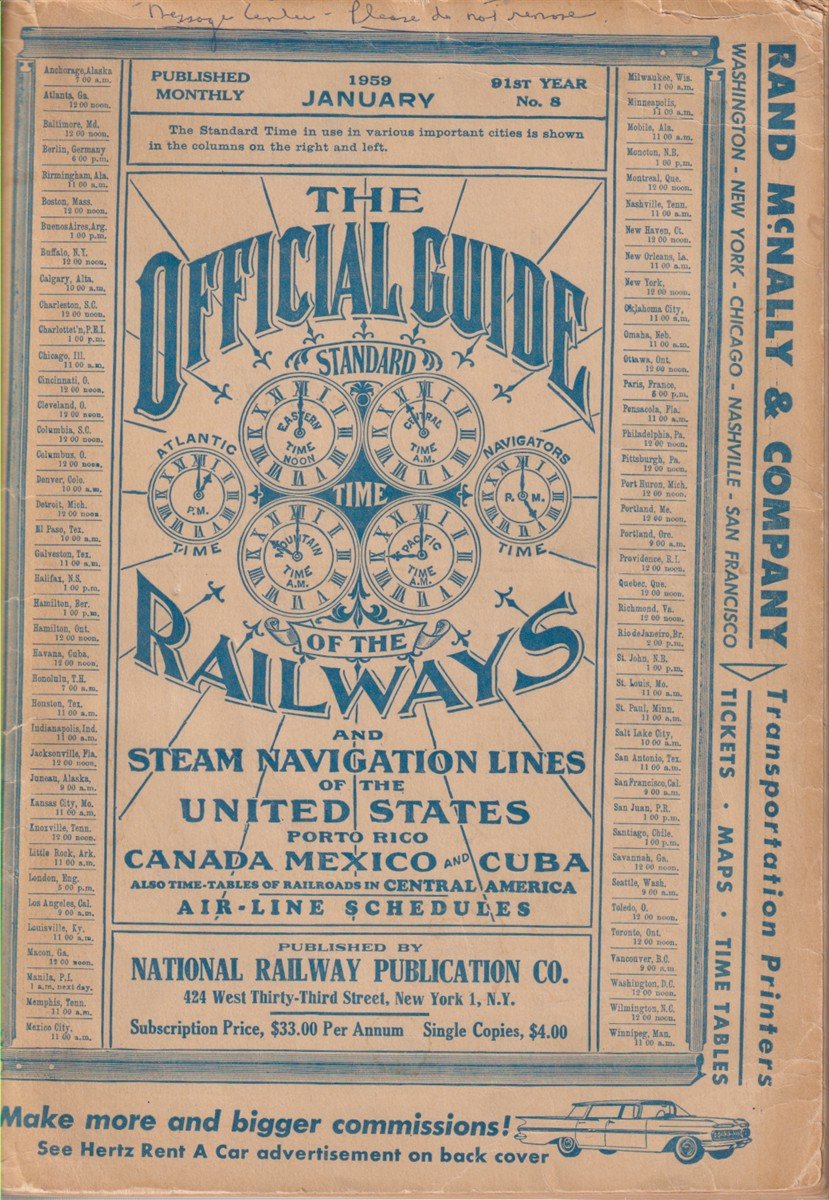 Message Center - Please do not remove.
PUBLISHED MONTHLY
1959
JANUARY
91ST YEAR
No. 8
The Standard Time in use in various important cities is shown
in the columns on the right and left.
Anchorage, Alaska
7 00 a.m.
Atlanta, Ga.
12 00 noon.
Baltimore, Md.
12 00 noon.
Berlin, Germany
6 00 p.m.
Birmingham, Ala.
11 00 a.m.
Boston, Mass.
12 00 noon.
Buenos Aires, Arg.
1 00 p.m.
Buffalo, N.Y.
12 00 noon.
Calgary, Alta.
10 00 a.m.
Charleston, S.C.
12 00 noon.
Charlottet'n, P.E.I.
1 00 p.m.
Chicago, Ill.
11 00 a.m.
Cincinnati, O.
12 00 noon.
Cleveland, O.
12 00 noon.
Columbia, S.C.
12 00 noon.
Columbus, O.
12 00 noon.
Denver, Colo.
10 00 a.m.
Detroit, Mich.
12 00 noon.
El Paso, Tex.
10 00 a.m.
Galveston, Tex.
11 00 a.m.
Halifax, N.S.
1 00 p.m.
Hamilton, Ber.
1 00 p.m.
Hamilton, Ont.
12 00 noon.
Havana, Cuba,
12 00 noon.
Honolulu, T.H.
7 00 a.m.
Houston, Tex.
11 00 a.m.
Indianapolis, Ind.
11 00 a.m.
Jacksonville, Fla.
12 00 noon.
Juneau, Alaska,
9 00 a.m.
Kansas City, Mo.
11 00 a.m.
Knoxville, Tenn.
12 00 noon.
Little Rock, Ark.
11 00 a.m.
London, Eng.
5 00 p.m.
Los Angeles, Cal.
9 00 a.m.
Louisville, Ky.
11 00 a.m.
Macon, Ga.
12 00 noon.
Manila, P.I.
1 a.m. next day.
Memphis, Tenn.
11 00 a.m.
Mexico City,
11 00 a.m.
THE
OFFICIAL GUIDE
STANDARD
EASTERN
TIME
NOON
CENTRAL
TIME
A.M.
ATLANTIC
P.M.
TIME
TIME
NAVIGATORS
P.M.
TIME
MOUNTAIN
TIME
A.M.
PACIFIC
TIME
A.M.
OF THE
RAILWAYS
AND
STEAM NAVIGATION LINES
OF THE
UNITED STATES
PORTO RICO
CANADA MEXICO AND CUBA
ALSO TIME-TABLES OF RAILROADS IN CENTRAL AMERICA
AIR-LINE SCHEDULES
PUBLISHED BY
NATIONAL RAILWAY PUBLICATION CO.
424 West Thirty-Third Street, New York 1, N.Y.
Subscription Price, $33.00 Per Annum Single Copies, $4.00
Milwaukee, Wis.
11 00 a.m.
Minneapolis,
11 00 a.m.
Mobile, Ala.
11 00 a.m.
Moncton, N.B.
1 00 p.m.
Montreal, Que.
12 00 noon.
Nashville, Tenn.
11 00 a.m.
New Haven, Ct.
12 00 noon.
New Orleans, La.
11 00 a.m.
New York,
12 00 noon.
Oklahoma City,
11 00 a.m.
Omaha, Neb.
11 00 a.m.
Ottawa, Ont.
12 00 noon.
Paris, France,
6 00 p.m.
Pensacola, Fla.
11 00 a.m.
Philadelphia, Pa.
12 00 noon.
Pittsburgh, Pa.
12 00 noon.
Port Huron, Mich.
12 00 noon.
Portland, Me.
12 00 noon.
Portland, Ore.
9 00 a.m.
Providence, R.I.
12 00 noon.
Quebec, Que.
12 00 noon.
Richmond, Va.
12 00 noon.
Rio de Janeiro, Br.
2 00 p.m.
St. John, N.B.
1 00 p.m.
St. Louis, Mo.
11 00 a.m.
St. Paul, Minn.
11 00 a.m.
Salt Lake City,
10 00 a.m.
San Antonio, Tex.
11 00 a.m.
San Francisco, Cal.
9 00 a.m.
San Juan, P.R.
1 00 p.m.
Santiago, Chile.
1 00 p.m.
Savannah, Ga.
12 00 noon.
Seattle, Wash.
9 00 a.m.
Toledo, O.
12 00 noon.
Toronto, Ont.
12 00 noon.
Vancouver, B.C.
9 00 a.m.
Washington, D.C.
12 00 noon.
Wilmington, N.C.
12 00 noon.
Winnipeg, Man.
11 00 a.m.
RAND McNALLY & COMPANY
WASHINGTON - NEW YORK - CHICAGO - NASHVILLE - SAN FRANCISCO
Transportation Printers
TICKETS • MAPS • TIME TABLES
Make more and bigger commissions!
See Hertz Rent A Car advertisement on back cover